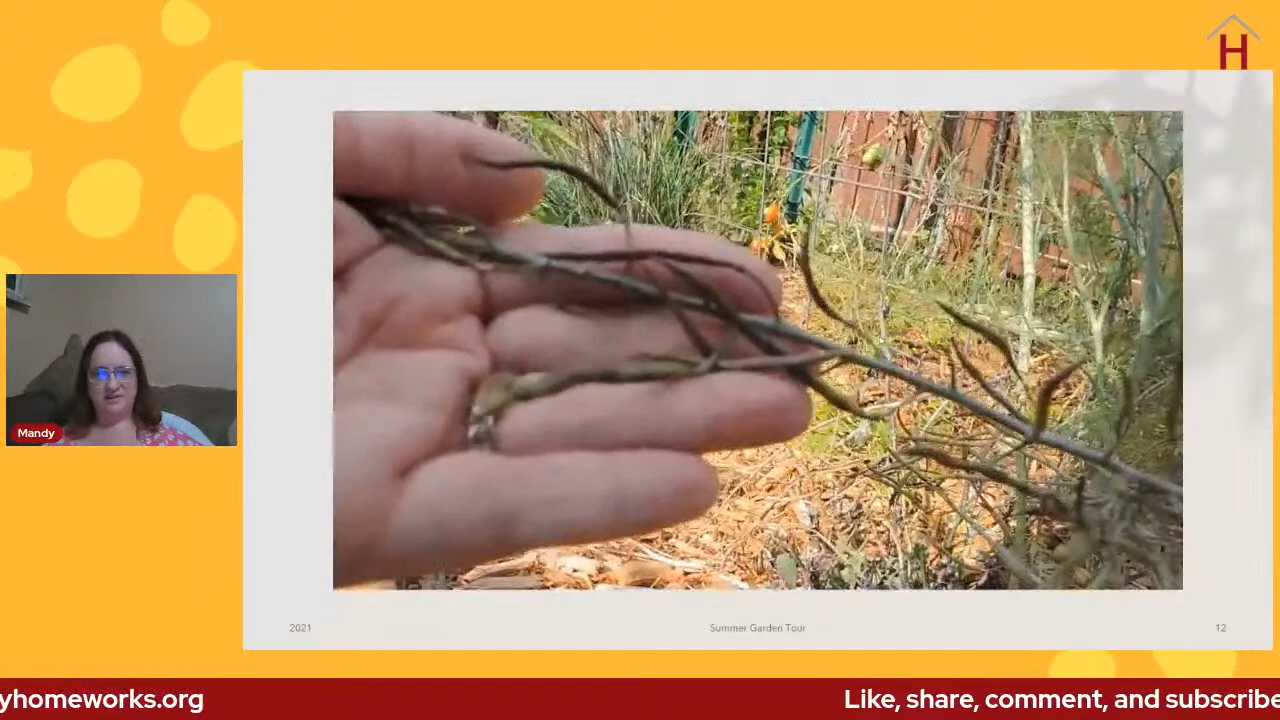 H
Mandy
2021
Summer Garden Tour
12
yhomeworks.org
Like, share, comment, and subscribe